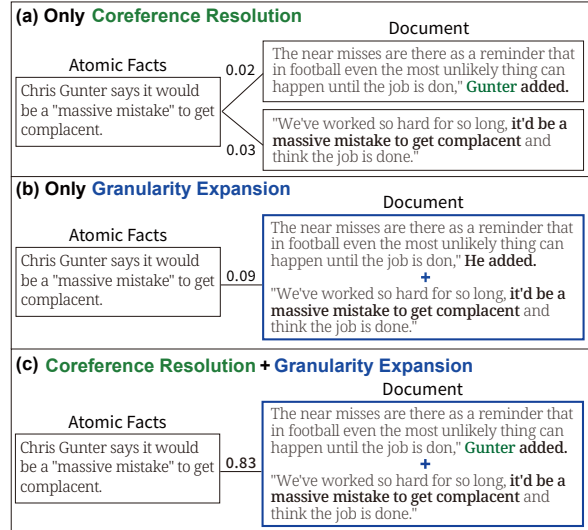 (a) Only Coreference Resolution
Document
Atomic Facts
Chris Gunter says it would
be a "massive mistake" to get
complacent.
0.02
0.03
The near misses are there as a reminder that
in football even the most unlikely thing can
happen until the job is don," Gunter added.
"We've worked so hard for so long, it'd be a
massive mistake to get complacent and
think the job is done."
(b) Only Granularity Expansion
Document
Atomic Facts
Chris Gunter says it would
be a "massive mistake" to get
complacent.
0.09
The near misses are there as a reminder that
in football even the most unlikely thing can
happen until the job is don," He added.
+
"We've worked so hard for so long, it'd be a
massive mistake to get complacent and
think the job is done."
(c) Coreference Resolution + Granularity Expansion
Document
Atomic Facts
Chris Gunter says it would
be a "massive mistake" to get
complacent.
0.83
The near misses are there as a reminder that
in football even the most unlikely thing can
happen until the job is don," Gunter added.
+
"We've worked so hard for so long, it'd be a
massive mistake to get complacent and
think the job is done."